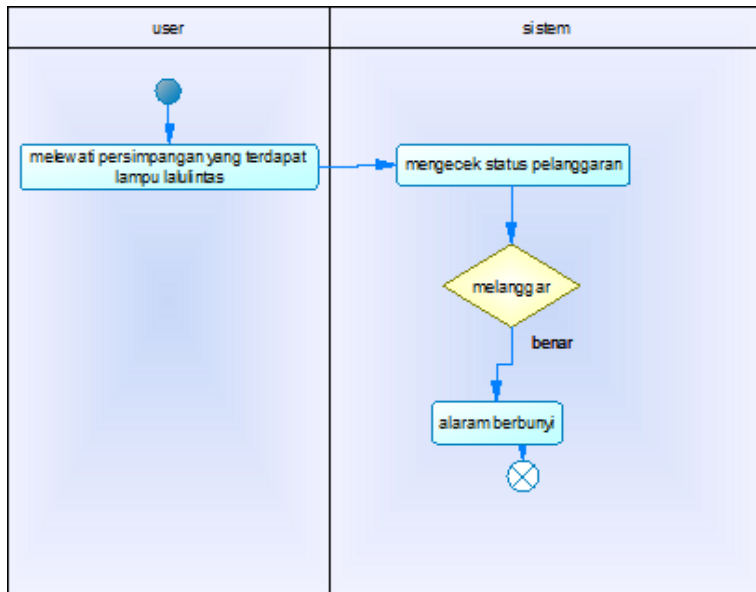 user
sistem
melewati persimpangan yang terdapat
lampu lalulintas
mengecek status pelanggaran
melanggar
benar
alaram berbunyi